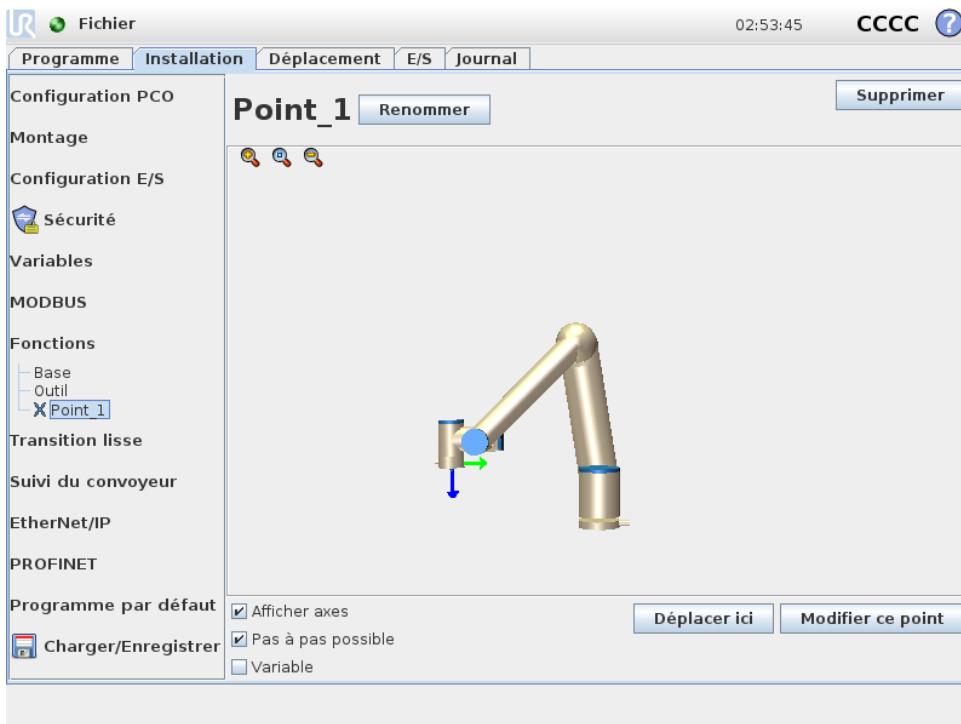 UR Fichier 02:53:45 CCCC ?
Programme Installation Déplacement E/S Journal
Configuration PCO
Montage
Configuration E/S
Sécurité
Variables
MODBUS
Fonctions
Base
Outil
Point_1
Transition lisse
Suivi du convoyeur
EtherNet/IP
PROFINET
Programme par défaut
Charger/Enregistrer
Point_1 Renommer Supprimer
Afficher axes
Pas à pas possible
Variable
Déplacer ici Modifier ce point